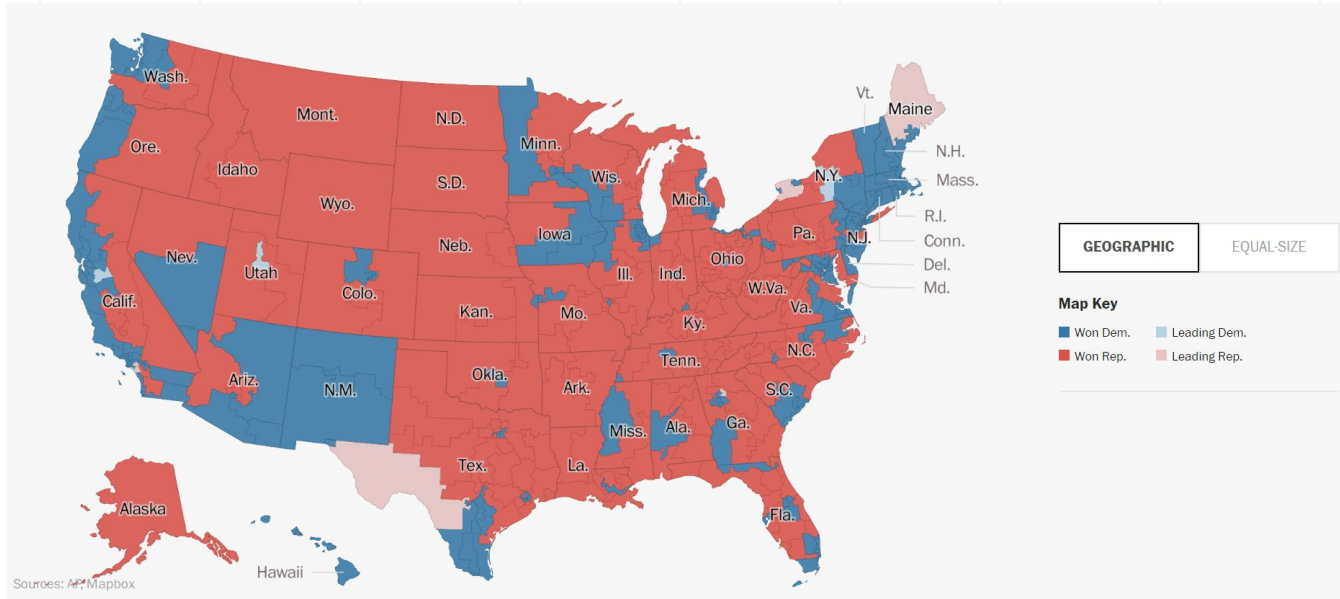 Wash.
Mont.
N.D.
Minn.
Vt.
Maine
Ore.
Idaho
S.D.
Wis.
Mich.
N.Y.
N.H.
Mass.
Wyo.
Iowa
Pa.
N.J.
R.I.
Conn.
Neb.
Ohio
Del.
Nev.
Utah
Colo.
Ill.
Ind.
W.Va.
Md.
Calif.
Kan.
Mo.
Ky.
Va.
N.C.
Ariz.
N.M.
Okla.
Ark.
Tenn.
S.C.
Miss.
Ala.
Ga.
Tex.
La.
Fla.
Alaska
Hawaii
Sources: AP, Mapbox
GEOGRAPHIC EQUAL-SIZE
Map Key
Won Dem. Leading Dem.
Won Rep. Leading Rep.